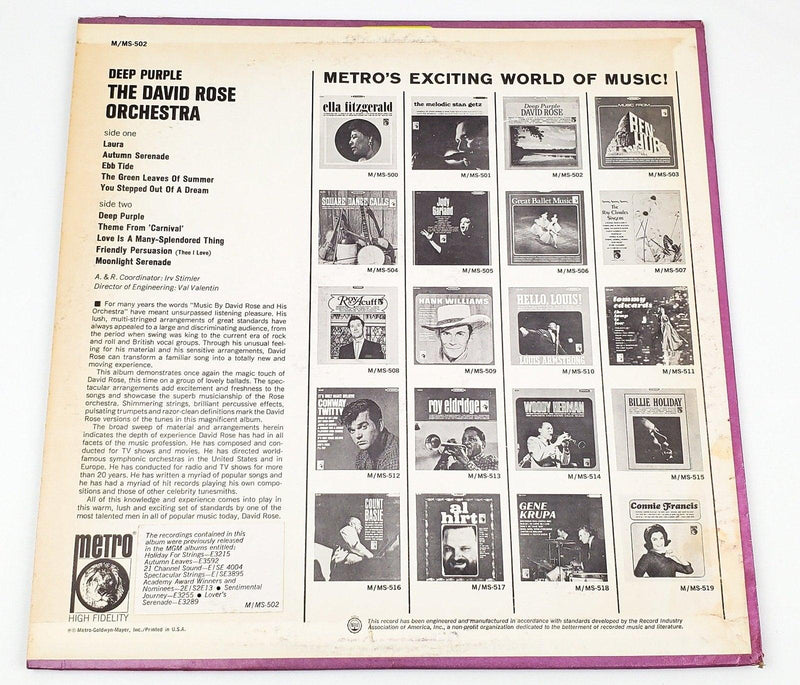 M/MS-502
DEEP PURPLE
THE DAVID ROSE
ORCHESTRA
side one
Laura
Autumn Serenade
Ebb Tide
The Green Leaves Of Summer
You Stepped Out Of A Dream
side two
Deep Purple
Theme From 'Carnival'
Love Is A Many-Splendored Thing
Friendly Persuasion (Thee I Love)
Moonlight Serenade
A. & R. Coordinator: Irv Stimler
Director of Engineering: Val Valentin
■ For many years the words "Music By David Rose and His
Orchestra" have meant unsurpassed listening pleasure. His
lush, multi-stringed arrangements of great standards have
always appealed to a large and discriminating audience, from
the period when swing was king to the current era of rock
and roll and British vocal groups. Through his unusual feel-
ing for his material and his sensitive arrangements, David
Rose can transform a familiar song into a totally new and
moving experience.
This album demonstrates once again the magic touch of
David Rose, this time on a group of lovely ballads. The spec-
tacular arrangements add excitement and freshness to the
songs and showcase the superb musicianship of the Rose
orchestra. Shimmering strings, brilliant percussive effects,
pulsating trumpets and razor-clean definitions mark the David
Rose versions of the tunes in this magnificent album.
The broad sweep of material and arrangements herein
indicates the depth of experience David Rose has had in all
facets of the music profession. He has composed and con-
ducted for TV shows and movies. He has directed world-
famous symphonic orchestras in the United States and in
Europe. He has conducted for radio and TV shows for more
than 20 years. He has written a myriad of popular songs and
he has had a myriad of hit records playing his own compo-
sitions and those of other celebrity tunesmiths.
All of this knowledge and experience comes into play in
this warm, lush and exciting set of standards by one of the
most talented men in all of popular music today, David Rose.
metro
HIGH FIDELITY
The recordings contained in this
album were previously released
in the MGM albums entitled:
Holiday For Strings—E3215
Autumn Leaves—E3592
21 Channel Sound—E/SE 4004
Spectacular Strings—E/SE3895
Academy Award Winners and
Nominees—2E/S2E13 ● Sentimental
Journey—E3255 ● Lover's
Serenade—E3289
M/MS-502
Metro-Goldwyn-Mayer, Inc./Printed in U.S.A.
METRO'S EXCITING WORLD OF MUSIC!
ella fitzgerald
M/MS-500
the melodic stan getz
M/MS-501
Deep Purple
DAVID ROSE
M/MS-502
MUSIC FROM
BEN-HUR
M/MS-503
SQUARE DANCE CALLS
M/MS-504
Judy
Garland
M/MS-505
Great Ballet Music
M/MS-506
The
Ray Charles
Singers
M/MS-507
Roy Acuff
M/MS-508
HANK WILLIAMS
M/MS-509
HELLO, LOUIS!
LOUIS ARMSTRONG
M/MS-510
tommy
edwards
M/MS-511
CONWAY
TWITTY
M/MS-512
roy eldridge
M/MS-513
WOODY HERMAN
M/MS-514
BILLIE HOLIDAY
M/MS-515
COUNT
BASIE
M/MS-516
al
hirt
M/MS-517
GENE
KRUPA
M/MS-518
Connie Francis
M/MS-519
This record has been engineered and manufactured in accordance with standards developed by the Record Industry
Association of America, Inc., a non-profit organization dedicated to the betterment of recorded music and literature.